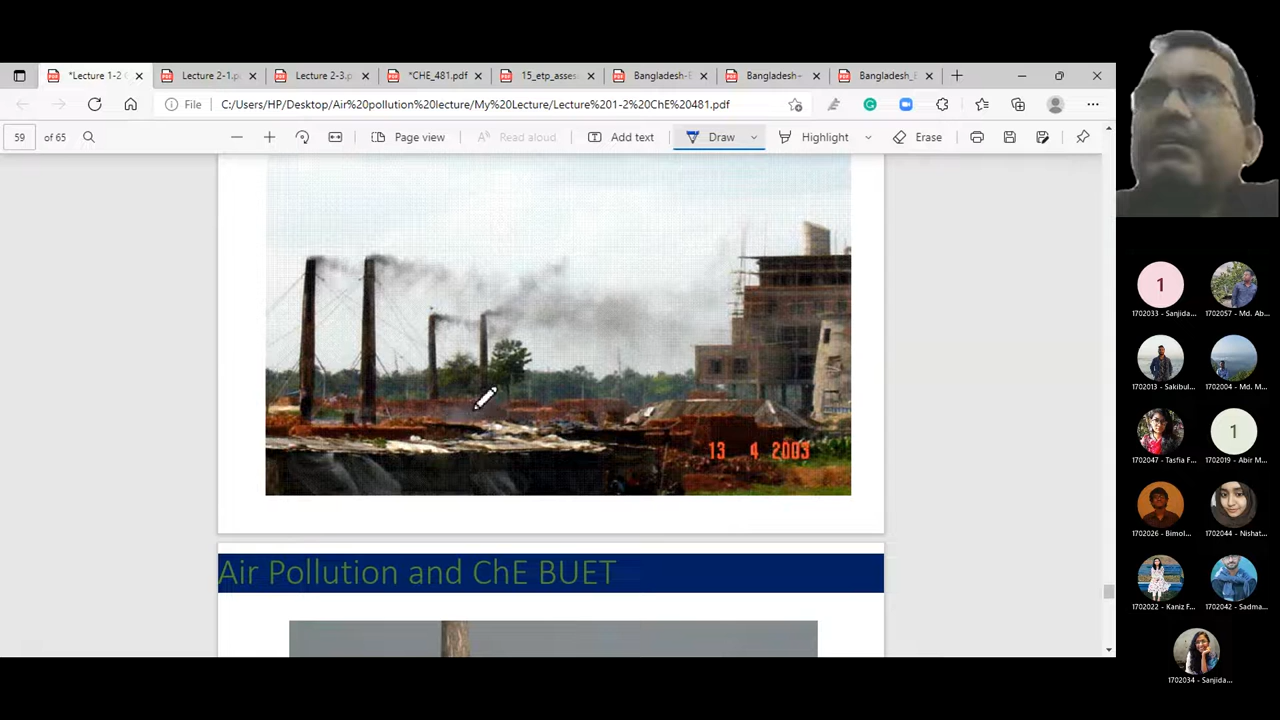 *Lecture 1-2
Lecture 2-1.p
Lecture 2-3.p
*CHE_481.pdf
15_etp_asses
Bangladesh-
Bangladesh-
Bangladesh_
File
C:/Users/HP/Desktop/Air%20pollution%20lecture/My%20Lecture/Lecture%201-2%20ChE%20481.pdf
59
of 65
Page view
Read aloud
Add text
Draw
Highlight
Erase
13 4 2003
Air Pollution and ChE BUET
1
1702033 - Sanjida...
1702057 - Md. Ab...
1702013 - Sakibul...
1702004 - Md. M...
1
1702047 - Tasfia F...
1702019 - Abir M...
1702026 - Bimol...
1702044 - Nishat...
1702022 - Kaniz F...
1702042 - Sadma...
1702034 - Sanjida...